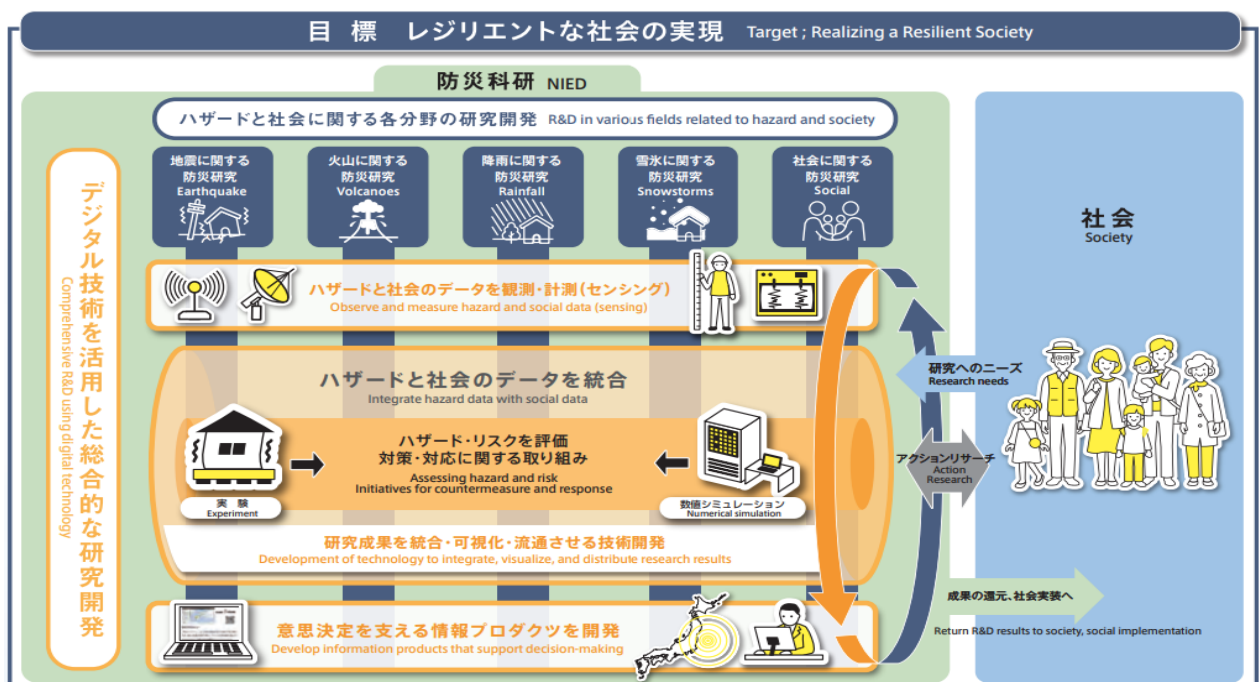 目 標 レジリエントな社会の実現 Target ; Realizing a Resilient Society
防災科研 NIED
ハザードと社会に関する各分野の研究開発 R&D in various fields related to hazard and society
デジタル技術を活用した総合的な研究開発
Comprehensive R&D using digital technology
地震に関する
防災研究
Earthquake
火山に関する
防災研究
Volcanoes
降雨に関する
防災研究
Rainfall
雪氷に関する
防災研究
Snowstorms
社会に関する
防災研究
Social
ハザードと社会のデータを観測・計測(センシング)
Observe and measure hazard and social data (sensing)
ハザードと社会のデータを統合
Integrate hazard data with social data
ハザード・リスクを評価
対策・対応に関する取り組み
Assessing hazard and risk
Initiatives for countermeasure and response
実 験
Experiment
数値シミュレーション
Numerical simulation
研究成果を統合・可視化・流通させる技術開発
Development of technology to integrate, visualize, and distribute research results
意思決定を支える情報プロダクツを開発
Develop information products that support decision-making
社会
Society
研究へのニーズ
Research needs
アクションリサーチ
Action
Research
成果の還元、社会実装へ
Return R&D results to society, social implementation